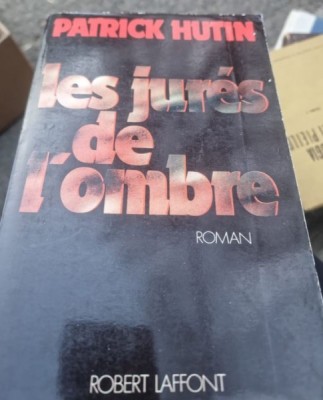 PATRICK HUTIN
les jurés
de
l'ombre
ROMAN
ROBERT LAFFONT